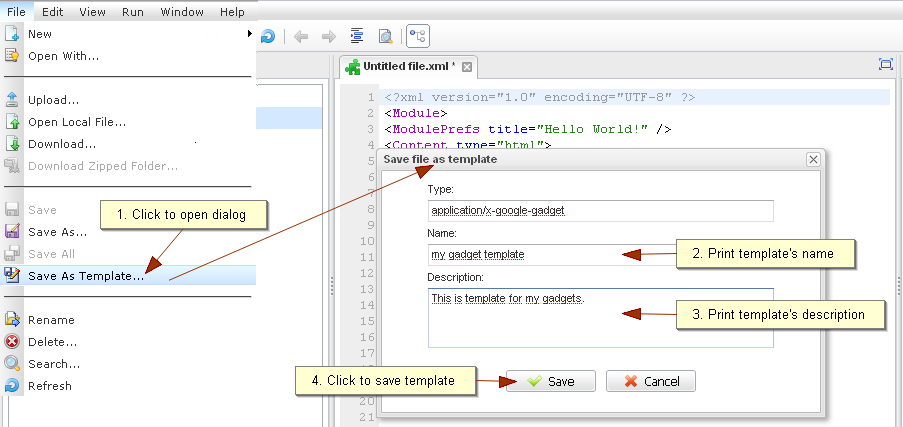 File Edit View Run Window Help
New
Open With...
Upload...
Open Local File...
Download...
Download Zipped Folder...
Save
Save As...
Save All
Save As Template...
Rename
Delete...
Search...
Refresh
1. Click to open dialog
Untitled file.xml *
1 <?xml version="1.0" encoding="UTF-8" ?>
2 <Module>
3 <ModulePrefs title="Hello World!" />
4 <Content type="html">
5
6
7
8
9
10
11
12
13
14
15
16
17
20
21
Save file as template
Type:
application/x-google-gadget
Name:
my gadget template
2. Print template's name
Description:
This is template for my gadgets.
3. Print template's description
4. Click to save template
Save Cancel